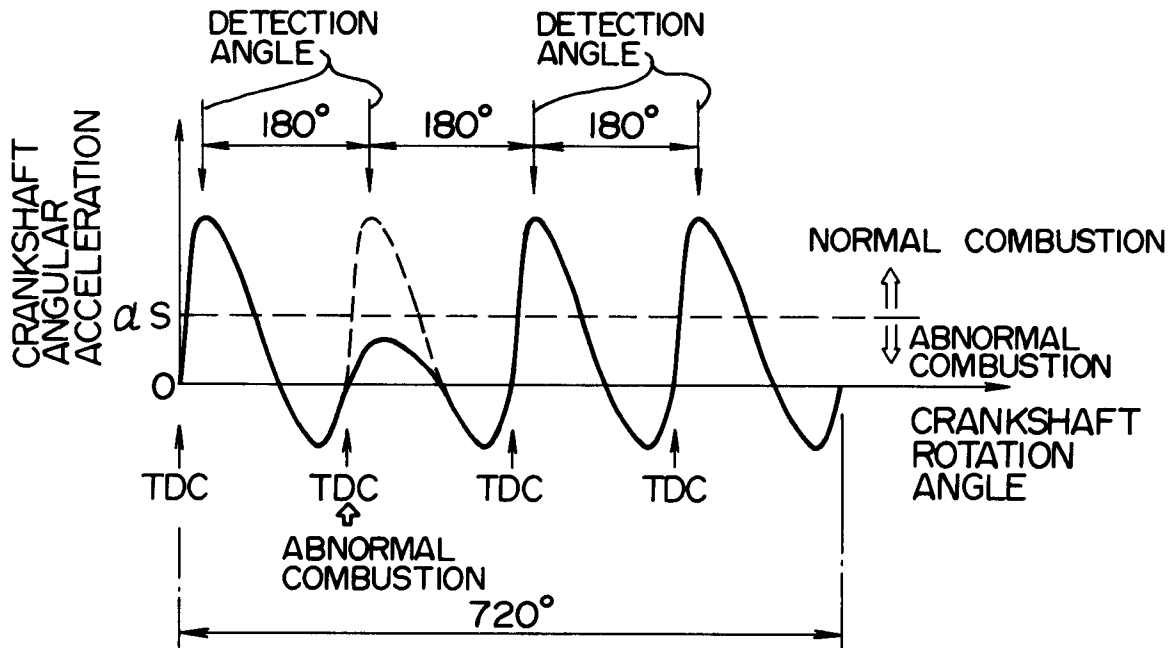 DETECTION
ANGLE
DETECTION
ANGLE
180°
180°
180°
CRANKSHAFT
ANGULAR
ACCELERATION
NORMAL COMBUSTION
αS
ABNORMAL
COMBUSTION
0
CRANKSHAFT
ROTATION
ANGLE
TDC
TDC
TDC
TDC
ABNORMAL
COMBUSTION
720°